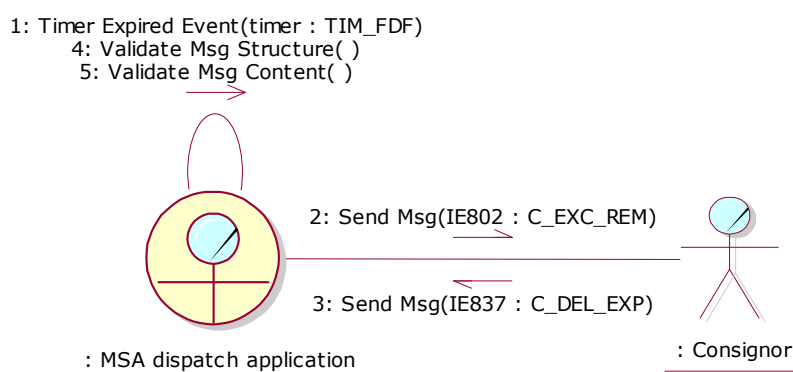 1: Timer Expired Event(timer : TIM_FDF)
4: Validate Msg Structure( )
5: Validate Msg Content( )
2: Send Msg(IE802 : C_EXC_REM)
3: Send Msg(IE837 : C_DEL_EXP)
: MSA dispatch application
: Consignor